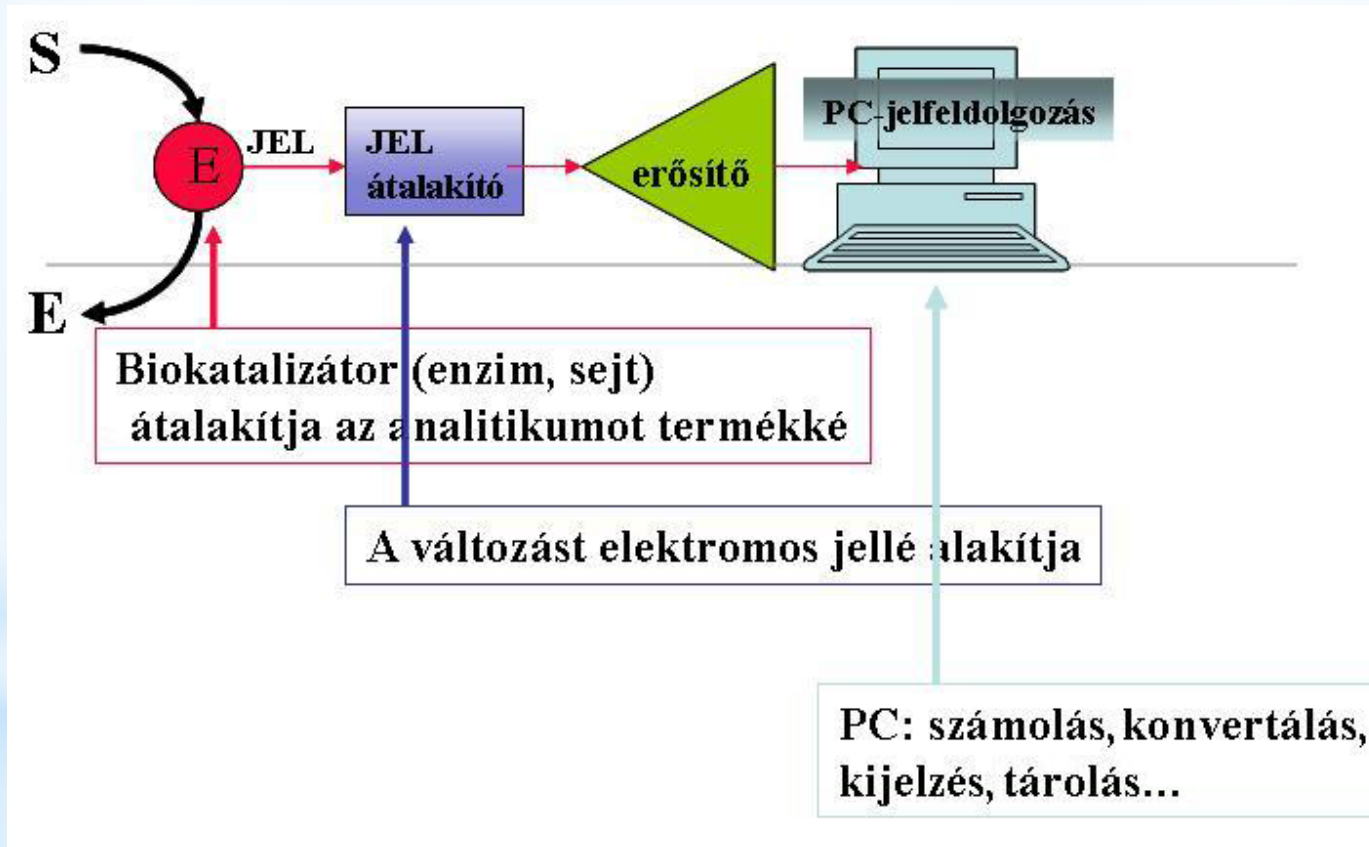 S
E
JEL
JEL
átalakító
erősítő
PC-jelfeldolgozás
E
Biokatalizátor (enzim, sejt)
átalakítja az analitikumot termékké
A változást elektromos jellé alakítja
PC: számolás, konvertálás,
kijelzés, tárolás...